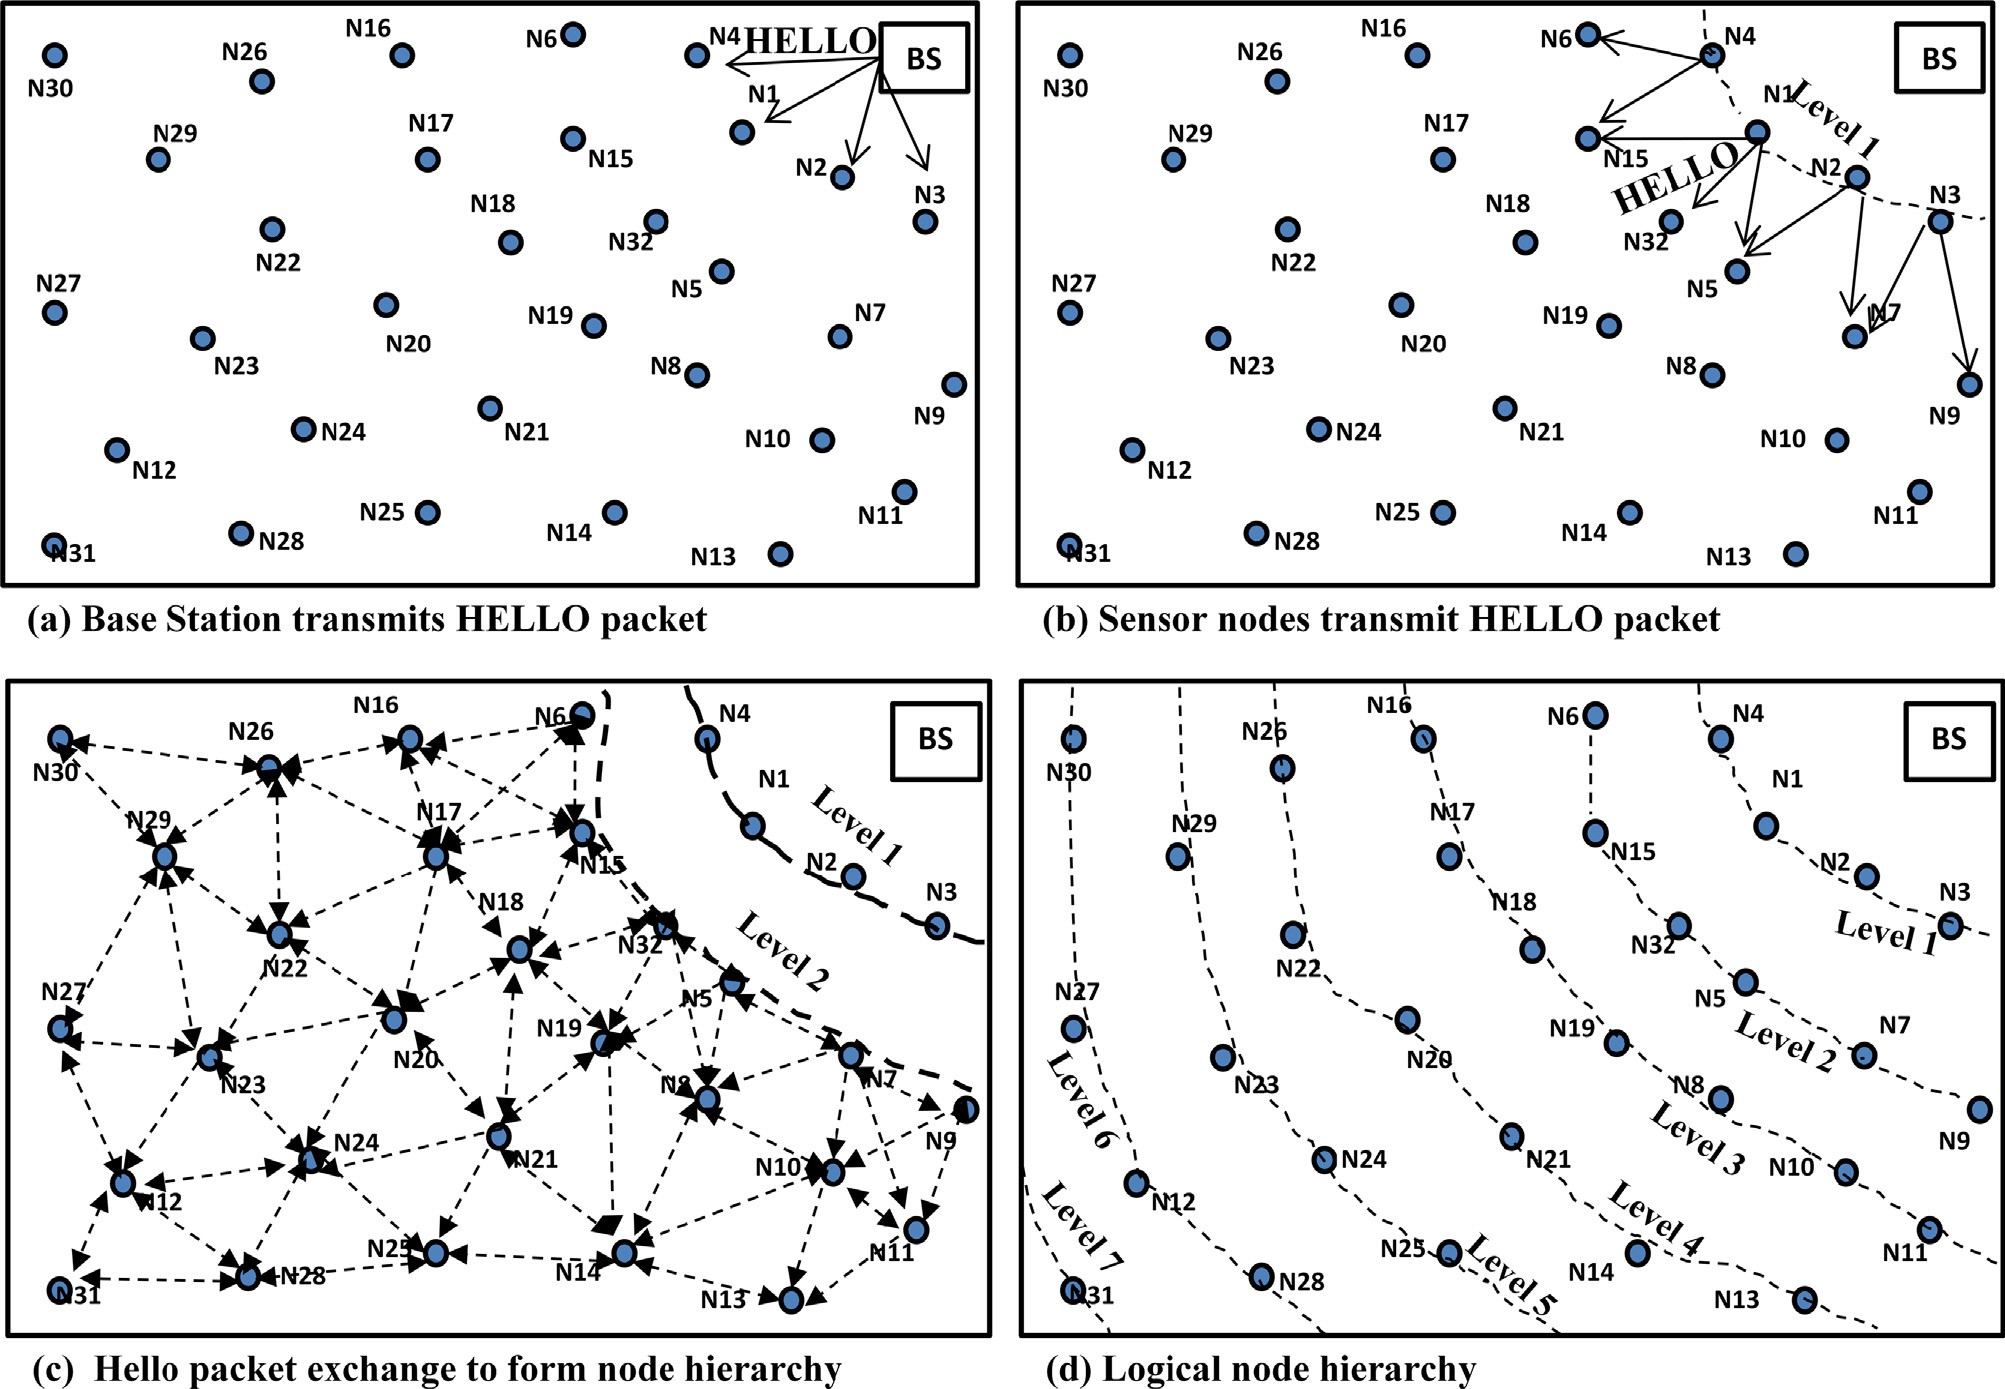 N16 N6 N4 HELLO BS
N26
N30
N1
N29 N17 N15 N2
N18 N3
N32
N22
N27 N5
N19 N7
N20
N23 N8
N9
N24 N21 N10
N12
N25 N14 N11
N31 N28 N13
(a) Base Station transmits HELLO packet
N16 N6 N4
N26 BS
N30 N1 Level 1
N29 N17 N15 N2
HELLO
N18 N3
N32
N22
N27 N5
N19 N7
N20
N23 N8
N9
N24 N21 N10
N12
N25 N14 N11
N31 N28 N13
(b) Sensor nodes transmit HELLO packet
N16 N6 N4
N26 BS
N30 N1
N29 N17 Level 1
N15 N2
N18 N3
N32 Level 2
N22
N27 N5
N19
N20
N23 N8 N7
N24 N9
N21 N10
N12
N25 N14 N11
N31 N28 N13
(c) Hello packet exchange to form node hierarchy
N16 N6 N4
N26 BS
N30 N1
N29 N17
N15 N2
N18 N3
N32 Level 1
N22
N27 N5
N19 Level 2 N7
N20
N23 N8
Level 6 Level 3
N24 N21 N10 N9
N12
Level 7 Level 4
N25 Level 5 N14 N11
N31 N28 N13
(d) Logical node hierarchy